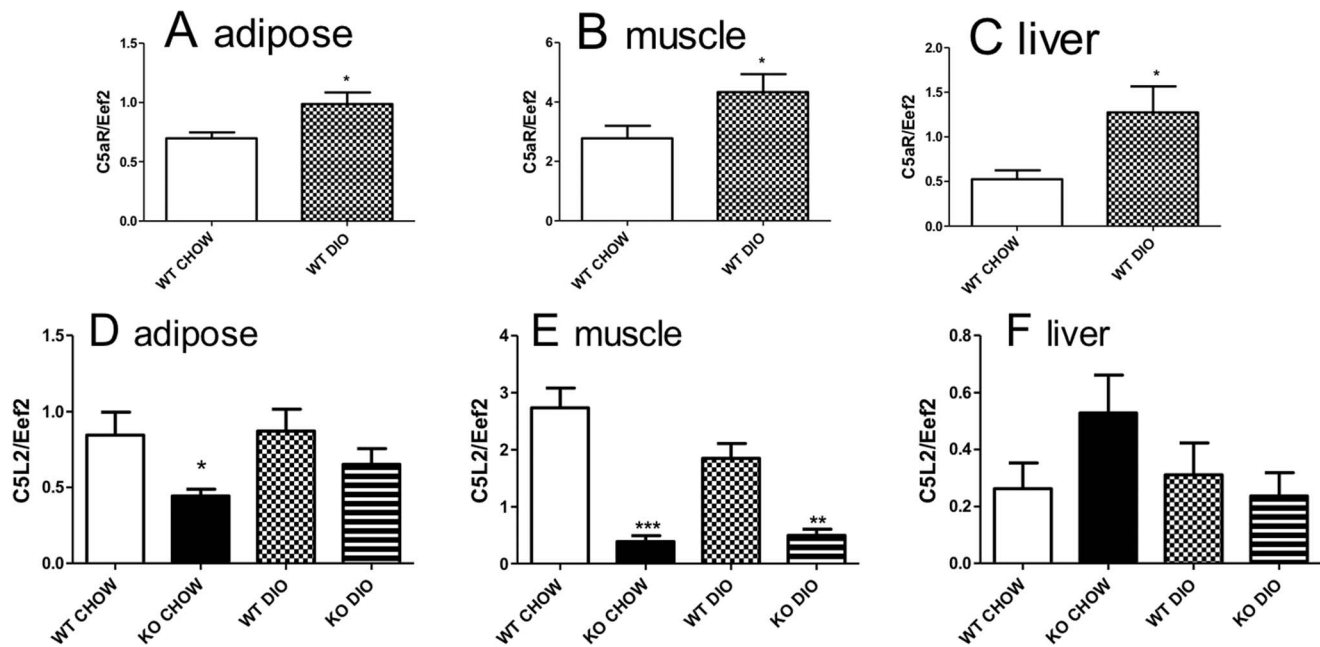 A adipose
C5aR/Eef2
1.5
1.0
0.5
0.0
*
WT CHOW
WT DIO
B muscle
C5aR/Eef2
6
4
2
0
*
WT CHOW
WT DIO
C liver
C5aR/Eef2
2.0
1.5
1.0
0.5
0.0
*
WT CHOW
WT DIO
D adipose
C5L2/Eef2
1.5
1.0
0.5
0.0
*
WT CHOW
KO CHOW
WT DIO
KO DIO
E muscle
C5L2/Eef2
4
3
2
1
0
***
**
WT CHOW
KO CHOW
WT DIO
KO DIO
F liver
C5L2/Eef2
0.8
0.6
0.4
0.2
0.0
WT CHOW
KO CHOW
WT DIO
KO DIO